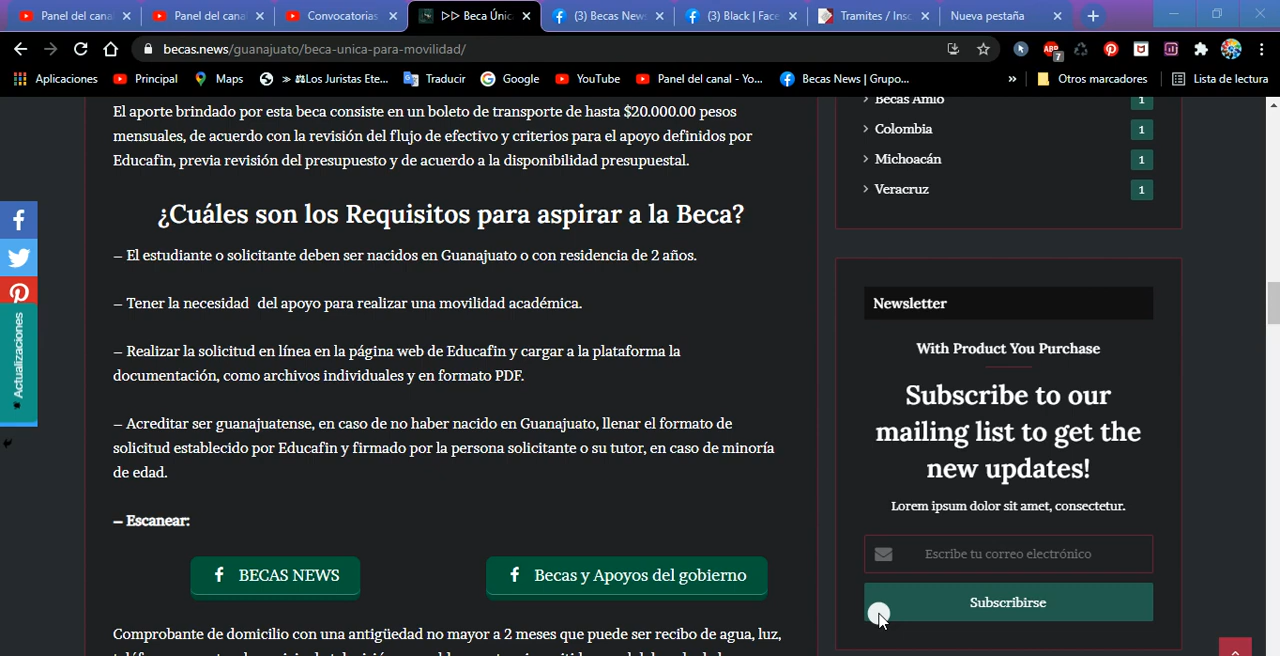 Panel del cana
Panel del cana
Convocatorias
▷▷ Beca Únic
(3) Becas New
(3) Black | Face
Tramites / Insc
Nueva pestaña
becas.news/guanajuato/beca-unica-para-movilidad/
7
Aplicaciones
Principal
Maps
≫ ⚖Los Juristas Ete...
Traducir
Google
YouTube
Panel del canal - Yo...
Becas News | Grupo...
»
Otros marcadores
Lista de lectura
El aporte brindado por esta beca consiste en un boleto de transporte de hasta $20.000.00 pesos
mensuales, de acuerdo con la revisión del flujo de efectivo y criterios para el apoyo definidos por
Educafin, previa revisión del presupuesto y de acuerdo a la disponibilidad presupuestal.
¿Cuáles son los Requisitos para aspirar a la Beca?
– El estudiante o solicitante deben ser nacidos en Guanajuato o con residencia de 2 años.
– Tener la necesidad  del apoyo para realizar una movilidad académica.
– Realizar la solicitud en línea en la página web de Educafin y cargar a la plataforma la
documentación, como archivos individuales y en formato PDF.
– Acreditar ser guanajuatense, en caso de no haber nacido en Guanajuato, llenar el formato de
solicitud establecido por Educafin y firmado por la persona solicitante o su tutor, en caso de minoría
de edad.
– Escanear:
BECAS NEWS
Becas y Apoyos del gobierno
Comprobante de domicilio con una antigüedad no mayor a 2 meses que puede ser recibo de agua, luz,
Actualizaciones
Becas Amlo 1
Colombia 1
Michoacán 1
Veracruz 1
Newsletter
With Product You Purchase
Subscribe to our
mailing list to get the
new updates!
Lorem ipsum dolor sit amet, consectetur.
Escribe tu correo electrónico
Subscribirse